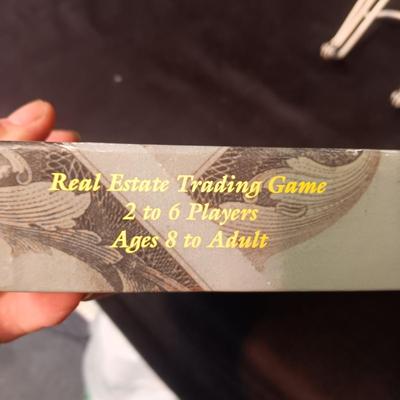 Real Estate Trading Game
2 to 6 Players
Ages 8 to Adult